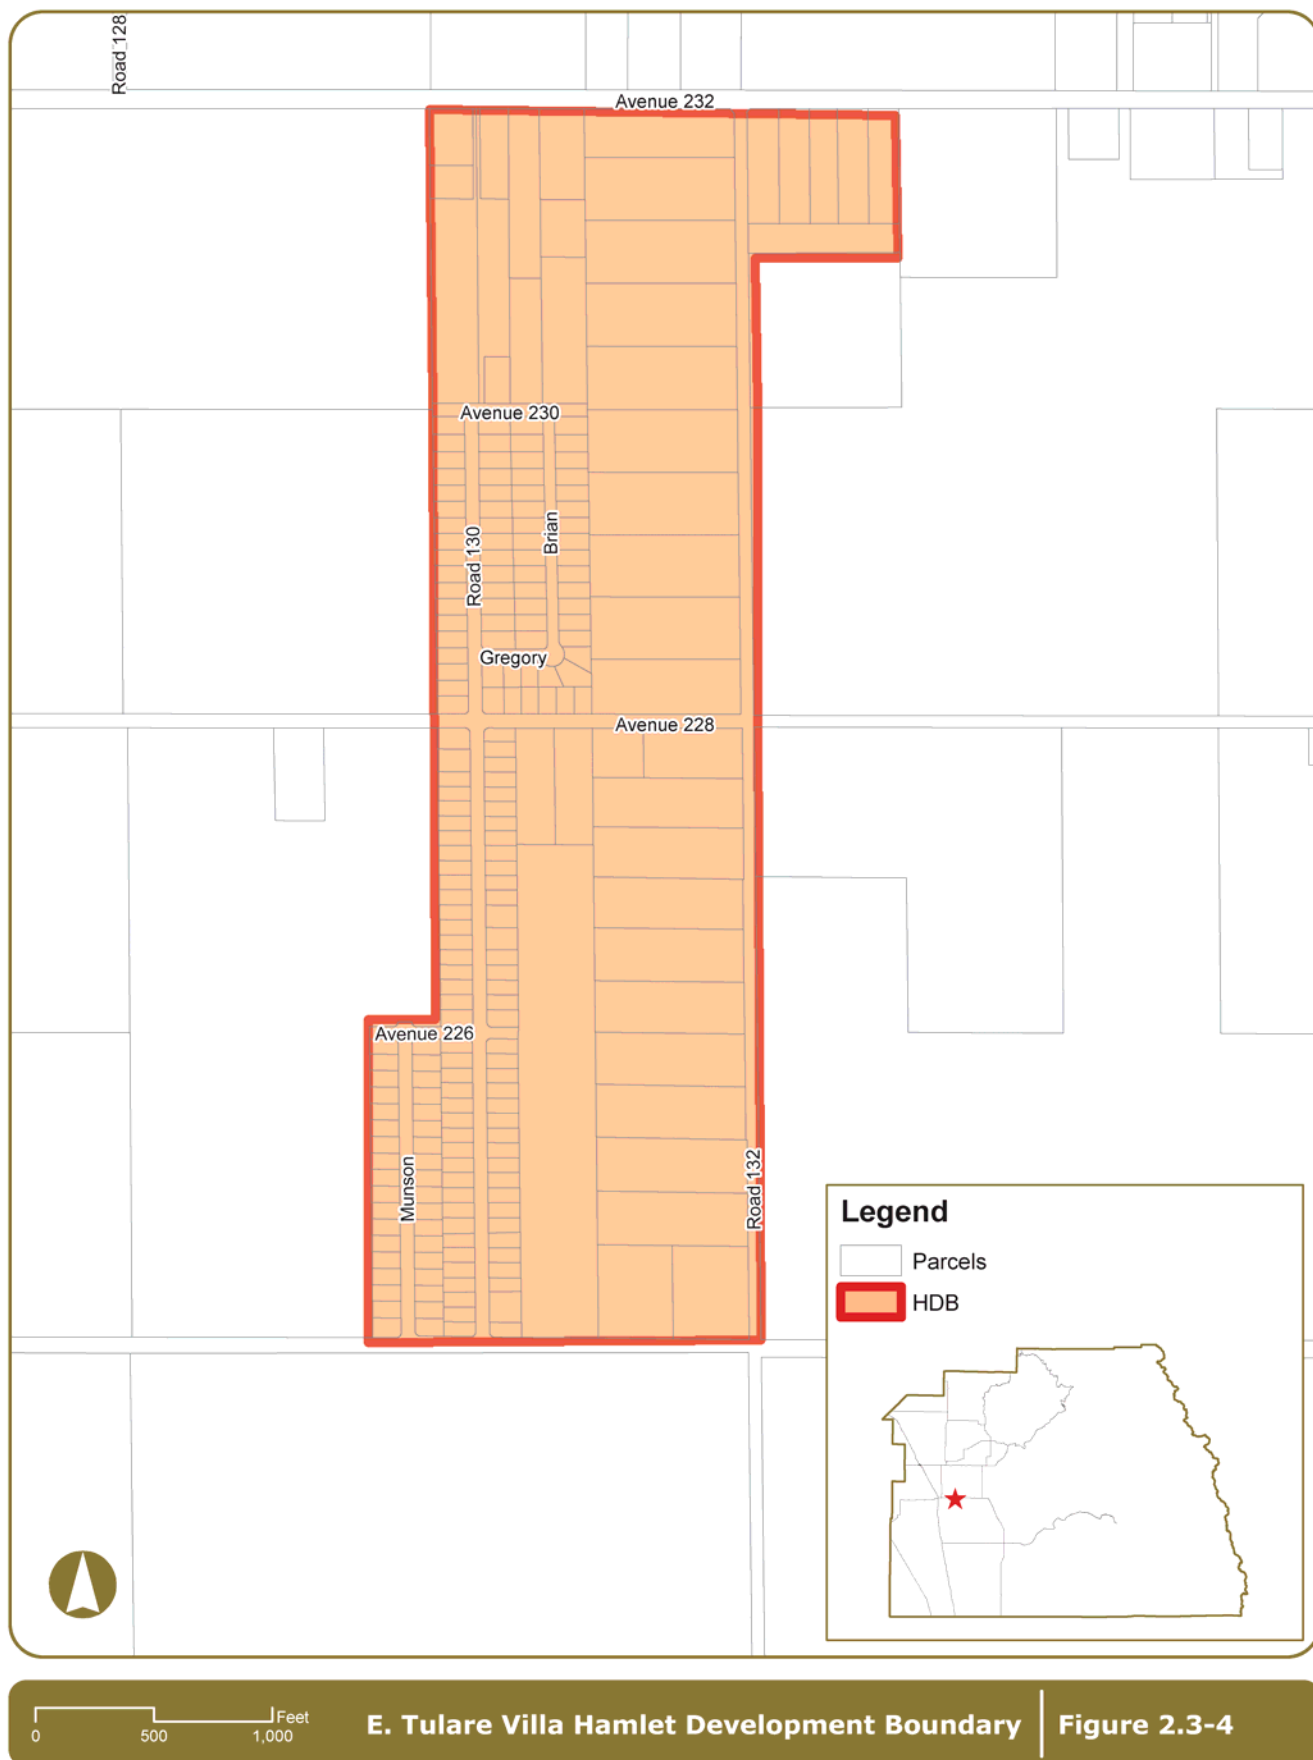 Road 128
Avenue 232
Avenue 230
Brian
Road 130
Gregory
Avenue 228
Avenue 226
Munson
Road 132
Legend
Parcels
HDB
Feet
0 500 1,000
E. Tulare Villa Hamlet Development Boundary
Figure 2.3-4